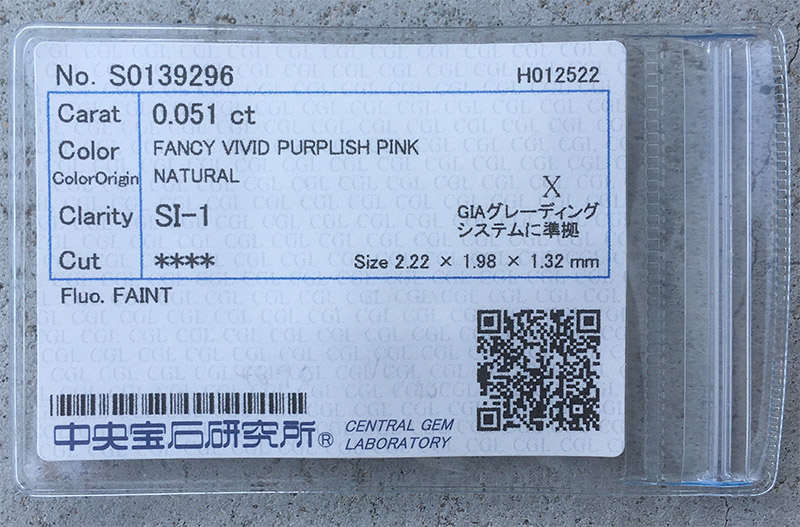 No. S0139296 H012522
Carat 0.051 ct
Color FANCY VIVID PURPLISH PINK
ColorOrigin NATURAL
X
Clarity SI-1 GIAグレーディング
システムに準拠
Cut **** Size 2.22 × 1.98 × 1.32 mm
Fluo. FAINT
中央宝石研究所® CENTRAL GEM
LABORATORY